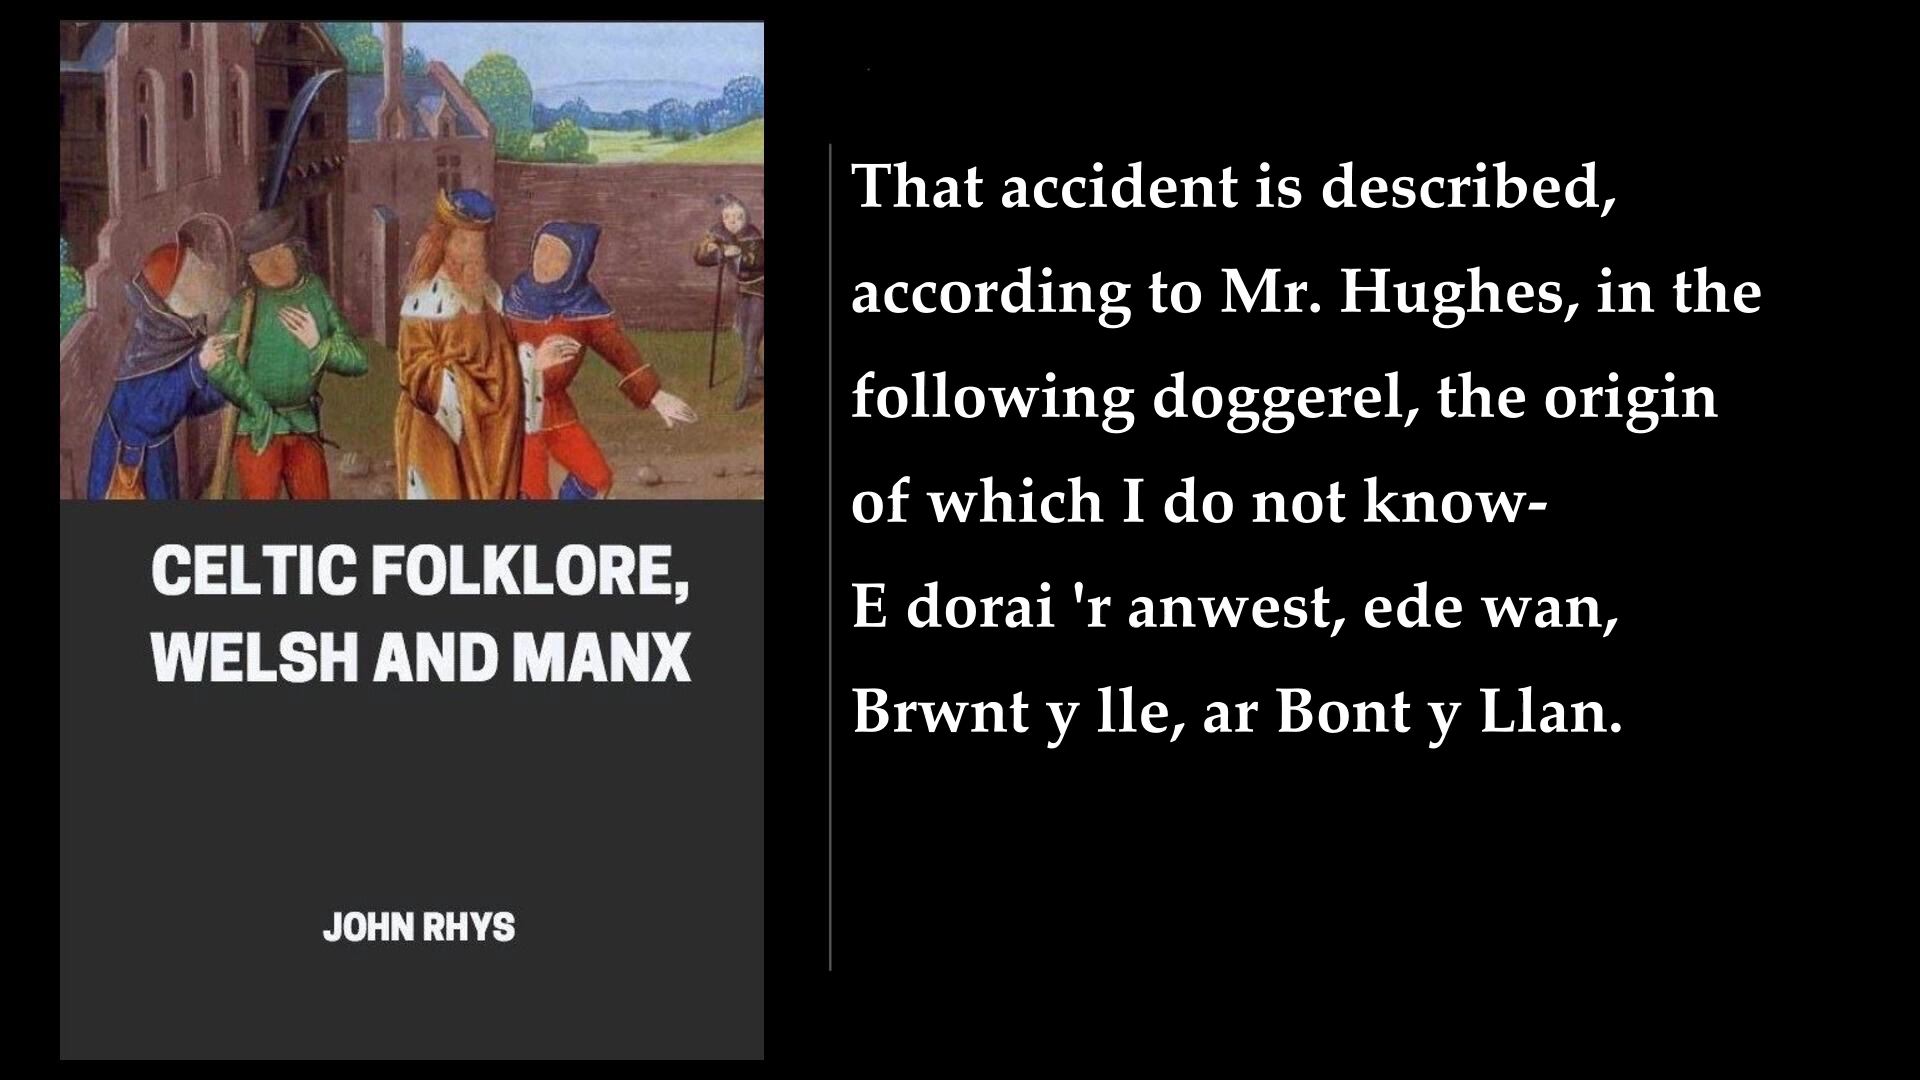 CELTIC FOLKLORE,
WELSH AND MANX
JOHN RHYS
That accident is described,
according to Mr. Hughes, in the
following doggerel, the origin
of which I do not know-
E dorai 'r anwest, ede wan,
Brwnt y lle, ar Bont y Llan.